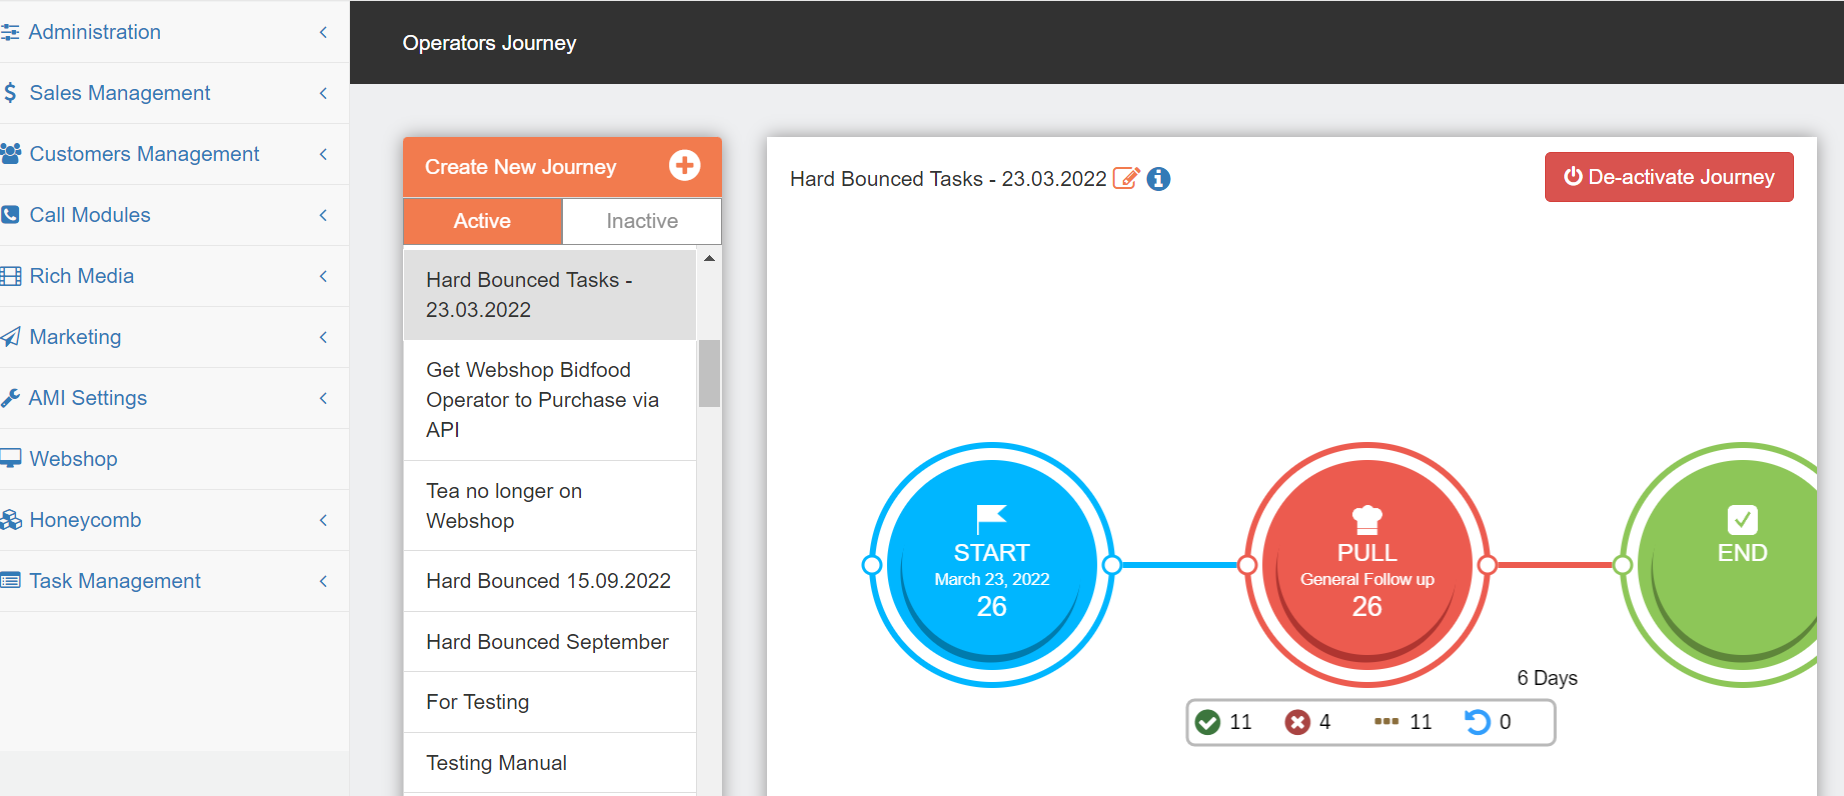 Administration
Sales Management
Customers Management
Call Modules
Rich Media
Marketing
AMI Settings
Webshop
Honeycomb
Task Management
Operators Journey
Create New Journey
Active
Inactive
Hard Bounced Tasks -
23.03.2022
Get Webshop Bidfood
Operator to Purchase via
API
Tea no longer on
Webshop
Hard Bounced 15.09.2022
Hard Bounced September
For Testing
Testing Manual
Hard Bounced Tasks - 23.03.2022
De-activate Journey
START
March 23, 2022
26
PULL
General Follow up
26
END
6 Days
11 4 11 0